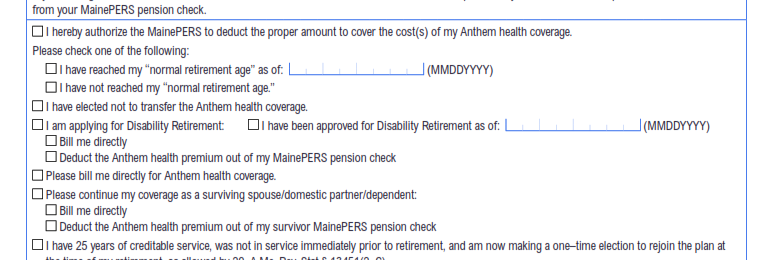 from your MainePERS pension check.
I hereby authorize the MainePERS to deduct the proper amount to cover the cost(s) of my Anthem health coverage.
Please check one of the following:
I have reached my “normal retirement age” as of: (MMDDYYYY)
I have not reached my “normal retirement age.”
I have elected not to transfer the Anthem health coverage.
I am applying for Disability Retirement: I have been approved for Disability Retirement as of: (MMDDYYYY)
Bill me directly
Deduct the Anthem health premium out of my MainePERS pension check
Please bill me directly for Anthem health coverage.
Please continue my coverage as a surviving spouse/domestic partner/dependent:
Bill me directly
Deduct the Anthem health premium out of my survivor MainePERS pension check
I have 25 years of creditable service, was not in service immediately prior to retirement, and am now making a one–time election to rejoin the plan at